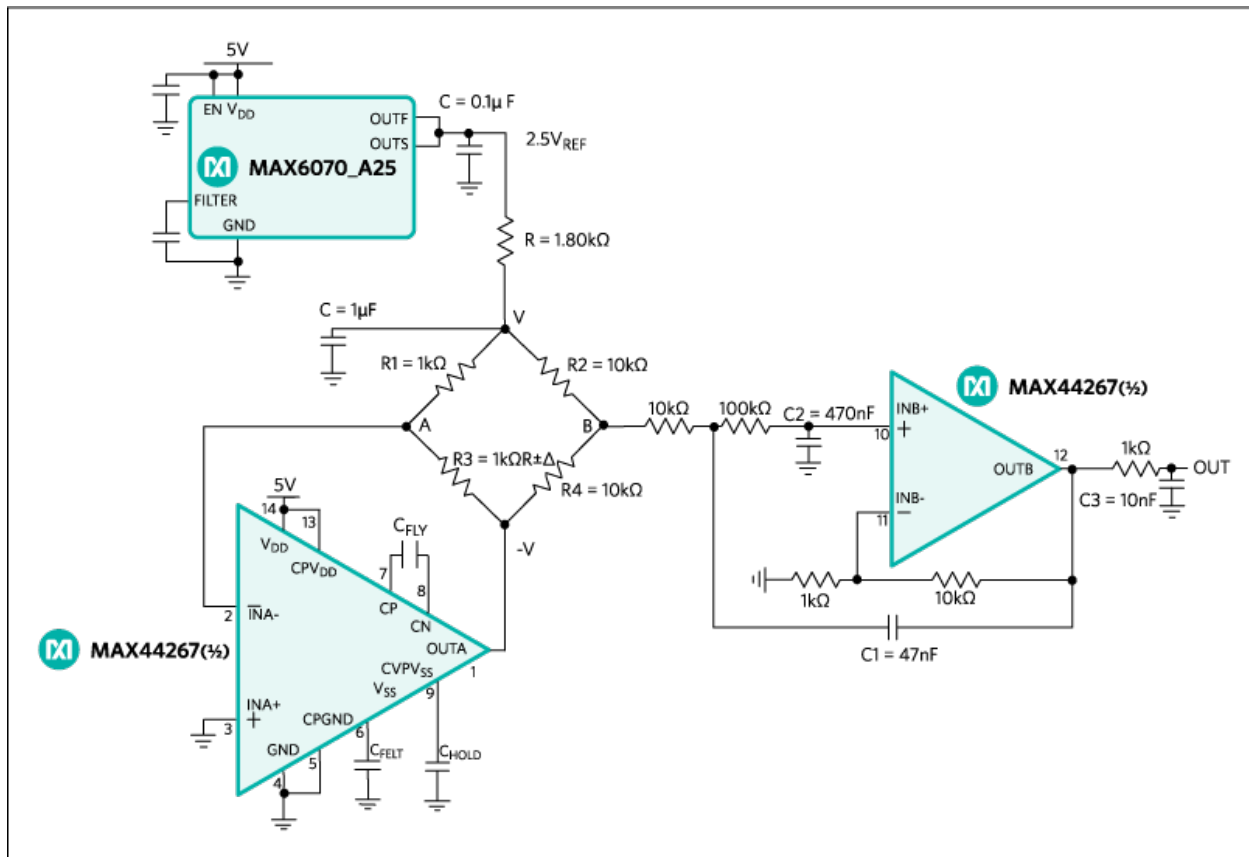 5V
EN VDD
C = 0.1µ F
OUTF
OUTS
2.5VREF
MAX6070_A25
FILTER
GND
R = 1.80kΩ
C = 1µF
V
R1 = 1kΩ
R2 = 10kΩ
A
B
R3 = 1kΩR±Δ
R4 = 10kΩ
-V
10kΩ
100kΩ
C2 = 470nF
MAX44267(½)
INB+
10
+
OUTB
12
1kΩ
OUT
C3 = 10nF
INB-
11
−
1kΩ
10kΩ
C1 = 47nF
5V
14
13
VDD
CPVDD
CFLY
7
8
CP
CN
INA-
2
MAX44267(½)
OUTA
1
CVPVSS
VSS
9
INA+
3
+
CPGND
6
GND
5
4
CFELT
CHOLD